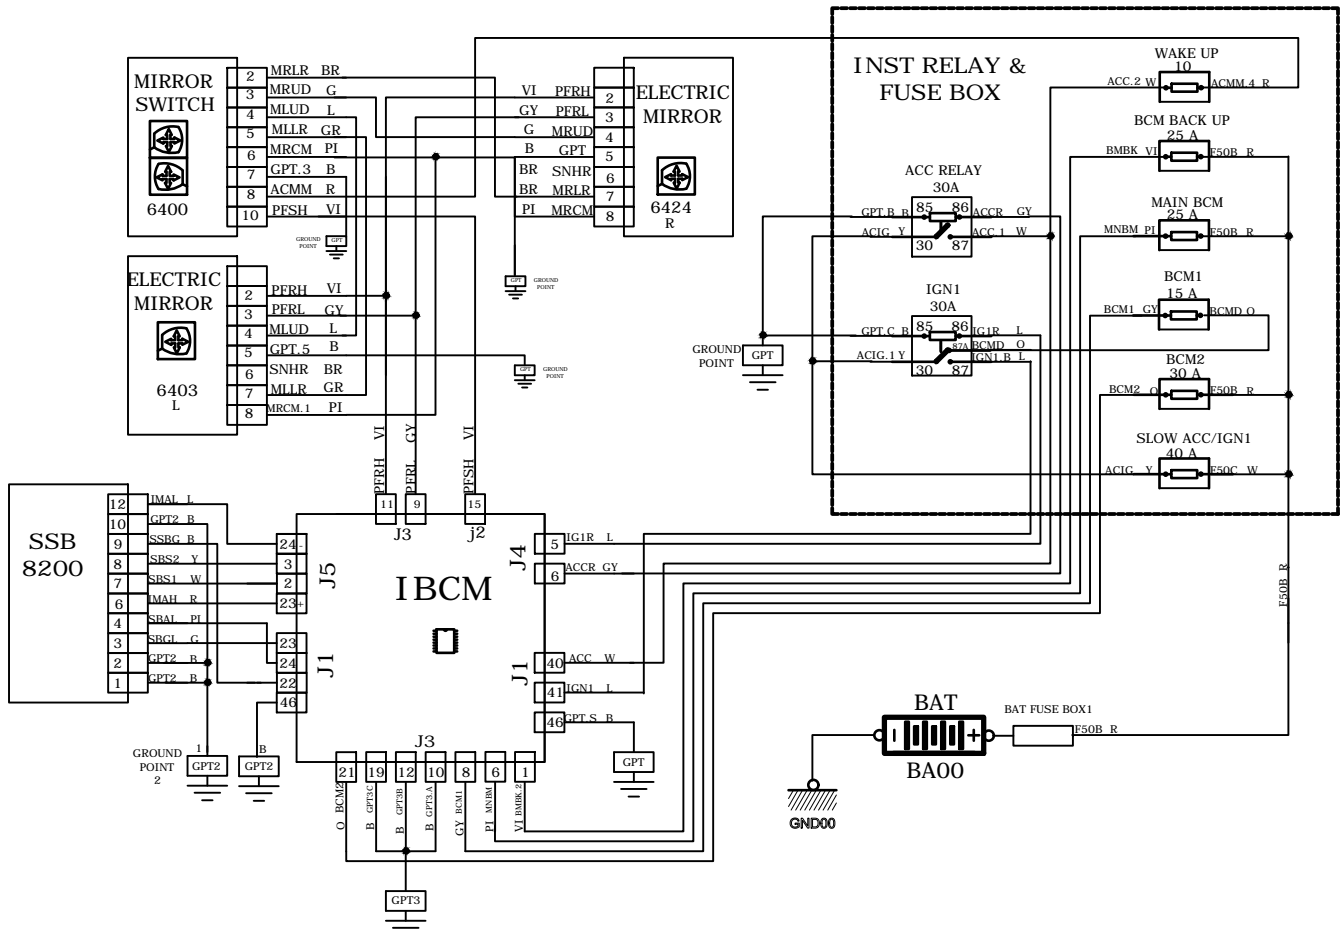 MIRROR
SWITCH
6400
2 MRLR BR
3 MRUD G
4 MLUD L
5 MLLR GR
6 MRCM PI
7 GPT.3 B
8 ACMM R
10 PFSH VI
GROUND
POINT
GPT
ELECTRIC
MIRROR
6403
L
2 PFRH VI
3 PFRL GY
4 MLUD L
5 GPT.5 B
6 SNHR BR
7 MLLR GR
8 MRCM.1 PI
GPT
GROUND
POINT
ELECTRIC
MIRROR
6424
R
VI PFRH 2
GY PFRL 3
G MRUD 4
B GPT 5
BR SNHR 6
BR MRLR 7
PI MRCM 8
GPT
GROUND
POINT
INST RELAY &
FUSE BOX
WAKE UP
10
ACC.2 W
ACMM.4 R
BCM BACK UP
25 A
BMBK VI
F50B R
MAIN BCM
25 A
MNBM PI
F50B R
BCM1
15 A
BCM1 GY
BCMD O
BCM2
30 A
BCM2 O
F50B R
SLOW ACC/IGN1
40 A
ACIG Y
F50C W
ACC RELAY
30A
85 86
30 87
GPT.B B
ACCR GY
ACIG Y
ACC.1 W
IGN1
30A
85 86
87A
30 87
GPT.C B
IG1R L
BCMD O
ACIG.1 Y
IGN1.B L
GROUND
POINT
GPT
F50B R
SSB
8200
12 IMAL L
10 GPT2 B
9 SSBG B
8 SBS2 Y
7 SBS1 W
6 IMAH R
4 SBAL PI
3 SBGL G
2 GPT2 B
1 GPT2 B
GROUND
POINT
2
1
GPT2
B
GPT2
IBCM
J5
24-
3
2
23+
J1
23
24
22
46
PFRH VI
PFRL GY
PFSH VI
11 9 15
J3 j2
J4
5 IG1R L
6 ACCR GY
J1
40 ACC W
41 IGN1 L
46 GPT.S B
GPT
J3
21 19 12 10 8 6 1
O BCM2
B GPT3C
B GPT3B
B GPT3.A
GY BCM1
PI MNBM
VI BMBK.2
GPT3
BAT
- +
BA00
BAT FUSE BOX1
F50B R
GND00